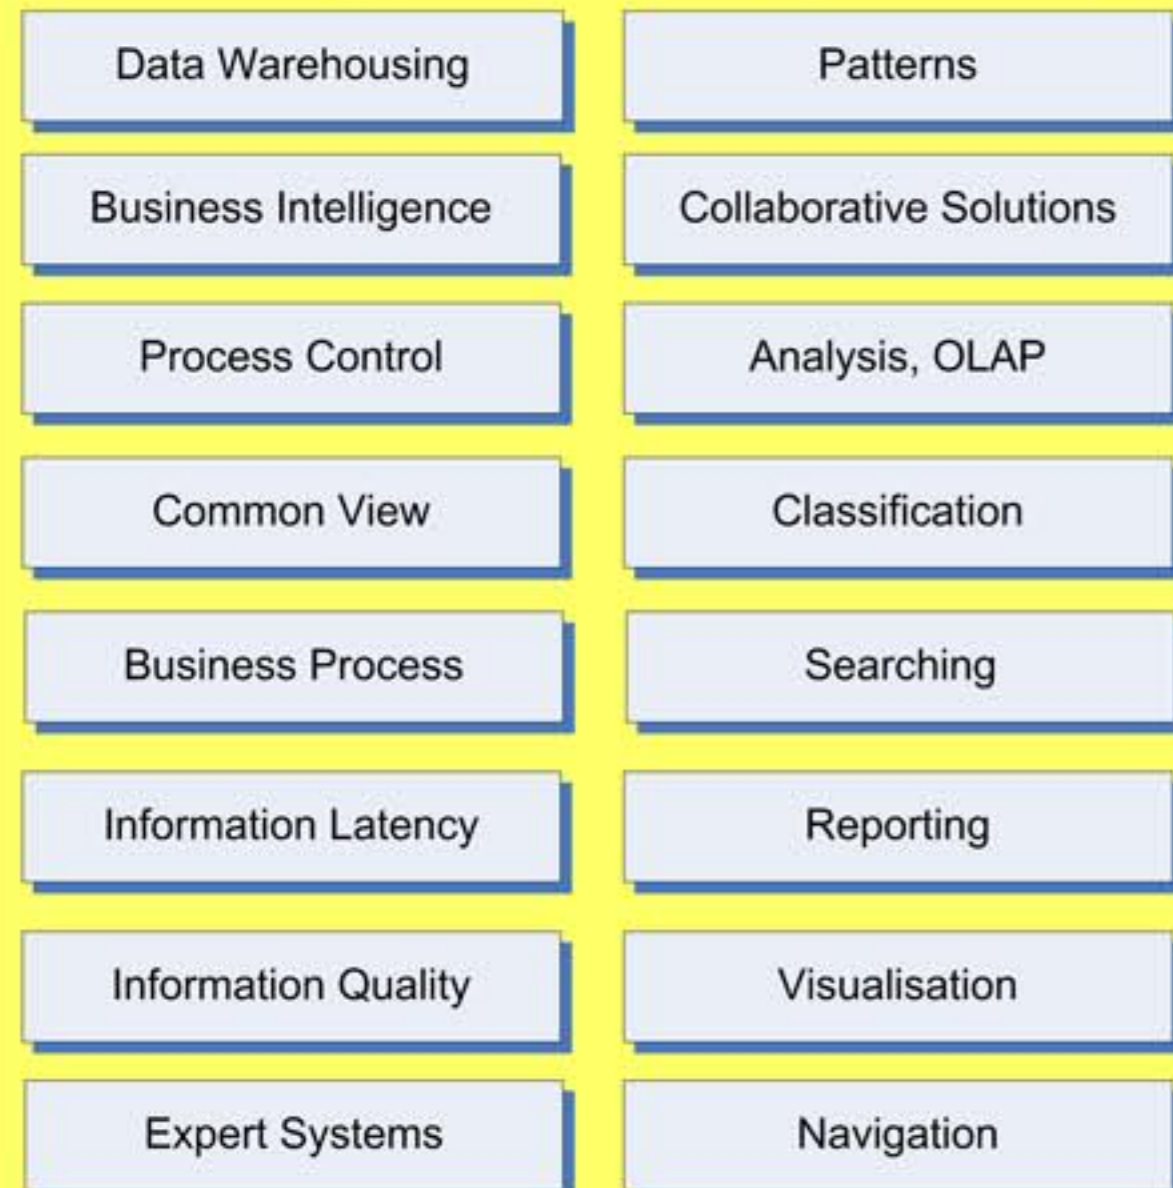 Data Warehousing
Patterns
Business Intelligence
Collaborative Solutions
Process Control
Analysis, OLAP
Common View
Classification
Business Process
Searching
Information Latency
Reporting
Information Quality
Visualisation
Expert Systems
Navigation